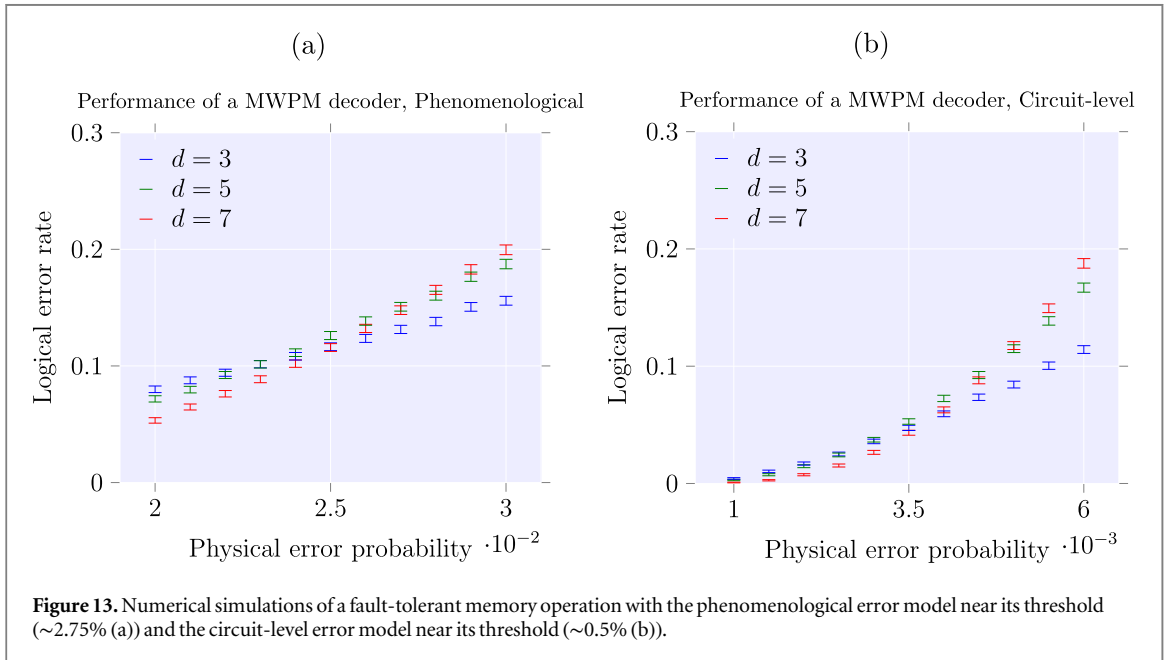 (a)
Performance of a MWPM decoder, Phenomenological
0.3
0.2
0.1
0
d = 3
d = 5
d = 7
Logical error rate
2
2.5
3
Physical error probability ·10⁻²
(b)
Performance of a MWPM decoder, Circuit-level
0.3
0.2
0.1
0
d = 3
d = 5
d = 7
Logical error rate
1
3.5
6
Physical error probability ·10⁻³
Figure 13. Numerical simulations of a fault-tolerant memory operation with the phenomenological error model near its threshold
(∼2.75% (a)) and the circuit-level error model near its threshold (∼0.5% (b)).